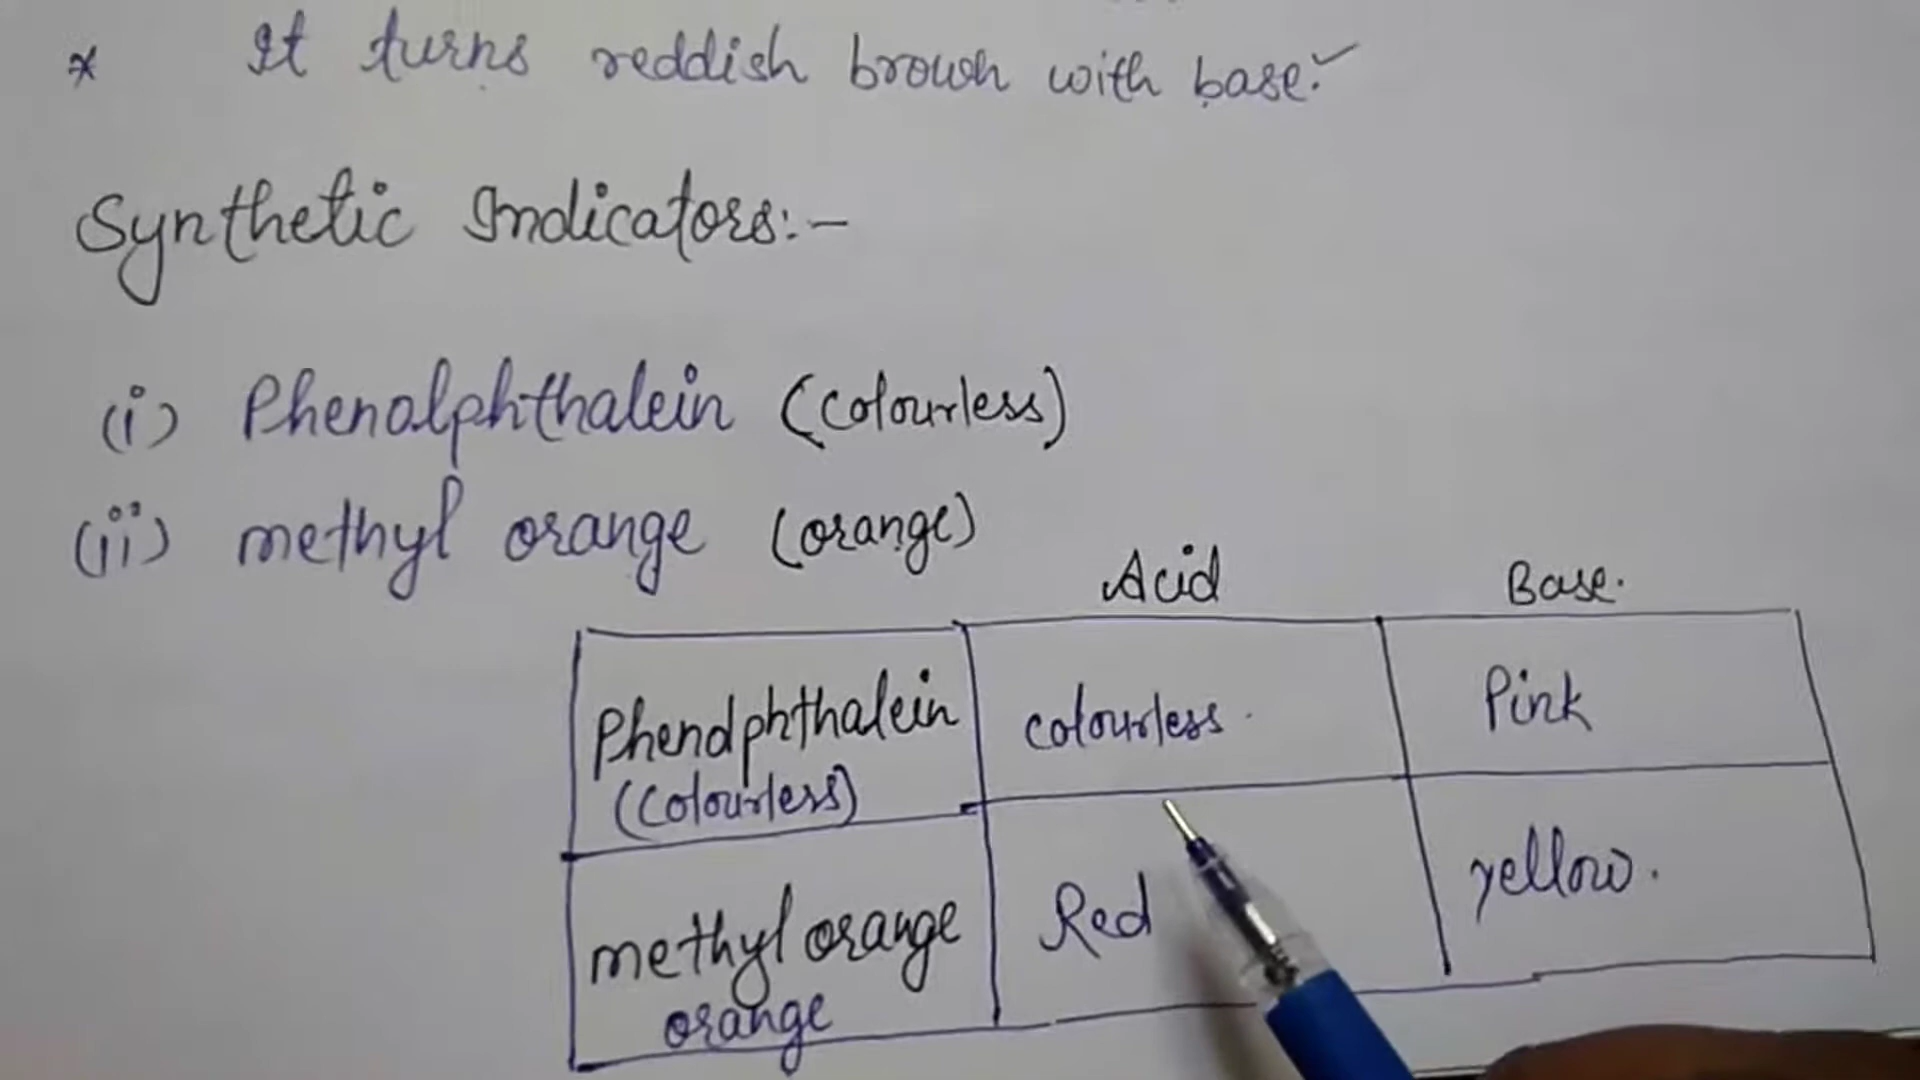 * It turns reddish brown with base.
Synthetic Indicators:-
(i) Phenolphthalein (colourless)
(ii) methyl orange (orange)
Acid Base.
Phenolphthalein colourless. Pink
(Colourless)
methyl orange Red yellow.
orange